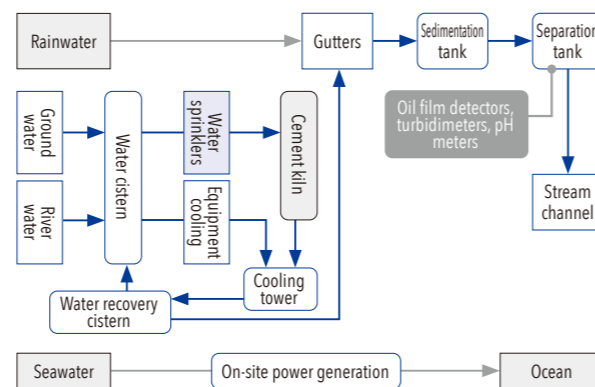 Rainwater
Gutters
Sedimentation
tank
Separation
tank
Oil film detectors,
turbidimeters, pH
meters
Stream
channel
Ground
water
River
water
Water cistern
Water
sprinklers
Equipment
cooling
Cement kiln
Cooling
tower
Water recovery
cistern
Seawater
On-site power generation
Ocean